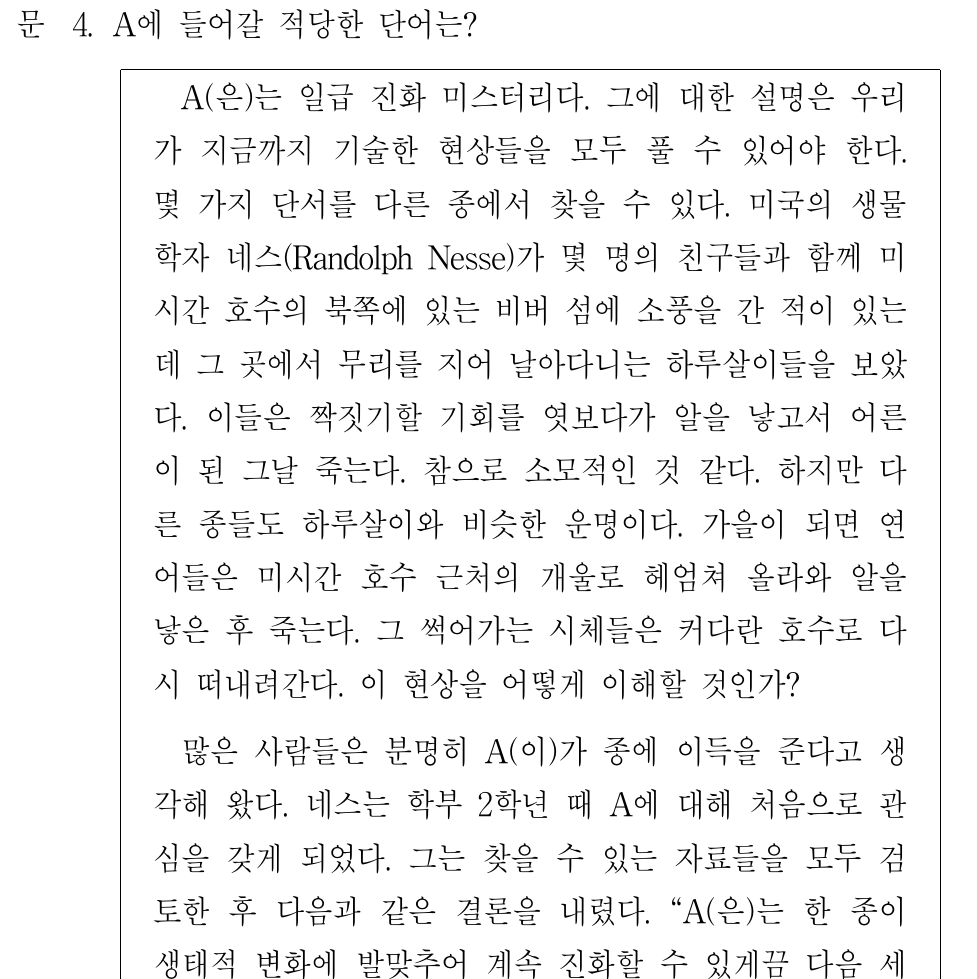 문 4. A에 들어갈 적당한 단어는?
A(은)는 일급 진화 미스터리다. 그에 대한 설명은 우리
가 지금까지 기술한 현상들을 모두 풀 수 있어야 한다.
몇 가지 단서를 다른 종에서 찾을 수 있다. 미국의 생물
학자 네스(Randolph Nesse)가 몇 명의 친구들과 함께 미
시간 호수의 북쪽에 있는 비버 섬에 소풍을 간 적이 있는
데 그 곳에서 무리를 지어 날아다니는 하루살이들을 보았
다. 이들은 짝짓기할 기회를 엿보다가 알을 낳고서 어른
이 된 그날 죽는다. 참으로 소모적인 것 같다. 하지만 다
른 종들도 하루살이와 비슷한 운명이다. 가을이 되면 연
어들은 미시간 호수 근처의 개울로 헤엄쳐 올라와 알을
낳은 후 죽는다. 그 썩어가는 시체들은 커다란 호수로 다
시 떠내려간다. 이 현상을 어떻게 이해할 것인가?
많은 사람들은 분명히 A(이)가 종에 이득을 준다고 생
각해 왔다. 네스는 학부 2학년 때 A에 대해 처음으로 관
심을 갖게 되었다. 그는 찾을 수 있는 자료들을 모두 검
토한 후 다음과 같은 결론을 내렸다. “A(은)는 한 종이
생태적 변화에 발맞추어 계속 진화할 수 있게끔 다음 세